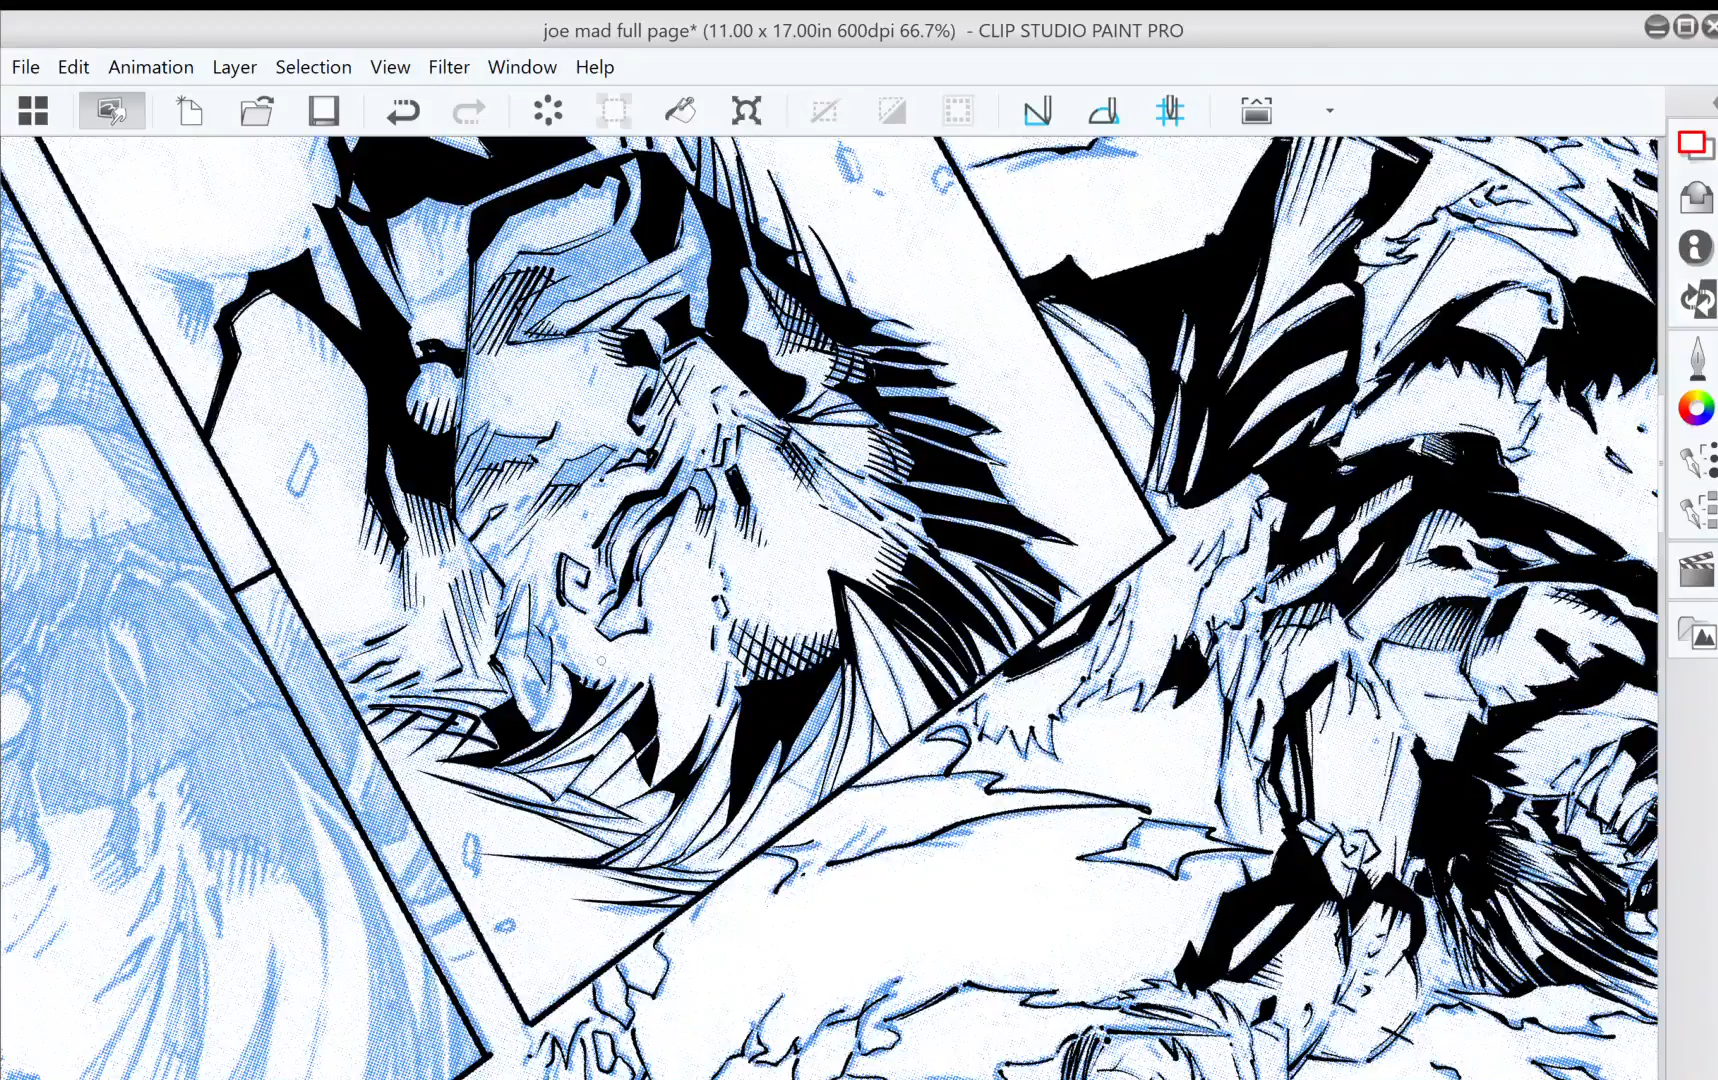 joe mad full page* (11.00 x 17.00in 600dpi 66.7%)  - CLIP STUDIO PAINT PRO
File Edit Animation Layer Selection View Filter Window Help